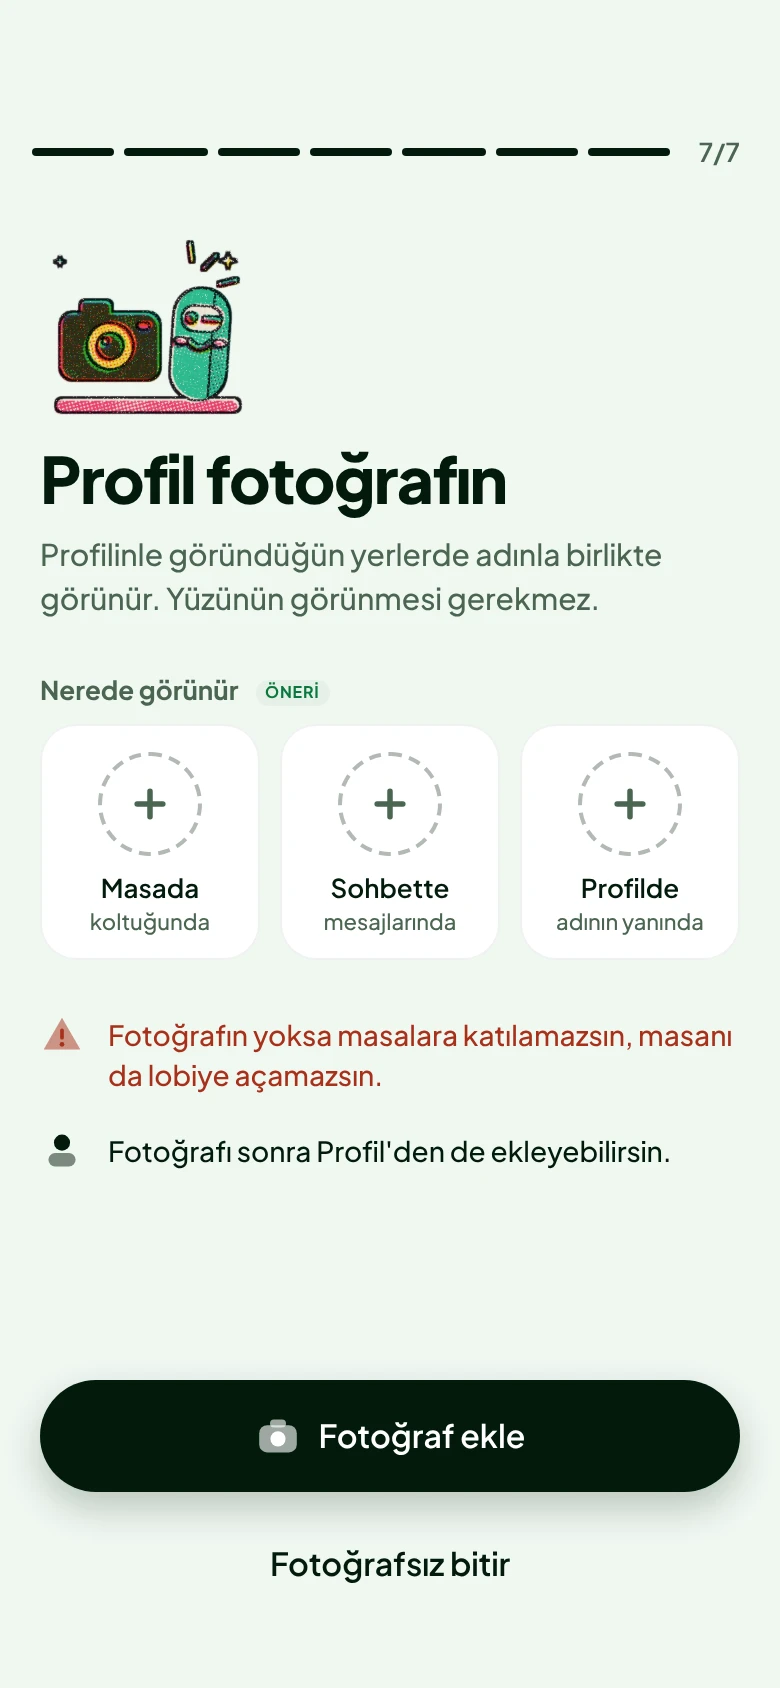 7/7
Profil fotoğrafın
Profilinle göründüğün yerlerde adınla birlikte
görünür. Yüzünün görünmesi gerekmez.
Nerede görünür ÖNERİ
Masada Sohbette Profilde
koltuğunda mesajlarında adının yanında
Fotoğrafın yoksa masalara katılamazsın, masanı
da lobiye açamazsın.
Fotoğrafı sonra Profil'den de ekleyebilirsin.
Fotoğraf ekle
Fotoğrafsız bitir